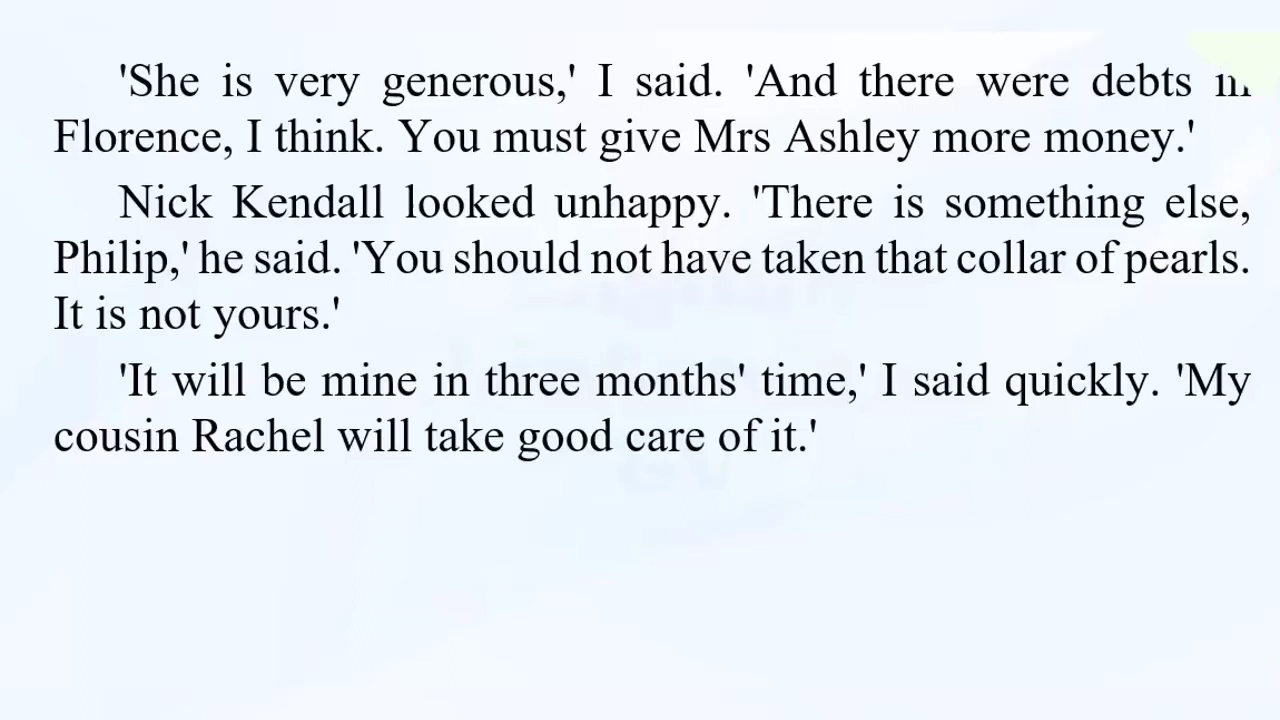 'She is very generous,' I said. 'And there were debts in
Florence, I think. You must give Mrs Ashley more money.'
Nick Kendall looked unhappy. 'There is something else,
Philip,' he said. 'You should not have taken that collar of pearls.
It is not yours.'
'It will be mine in three months' time,' I said quickly. 'My
cousin Rachel will take good care of it.'